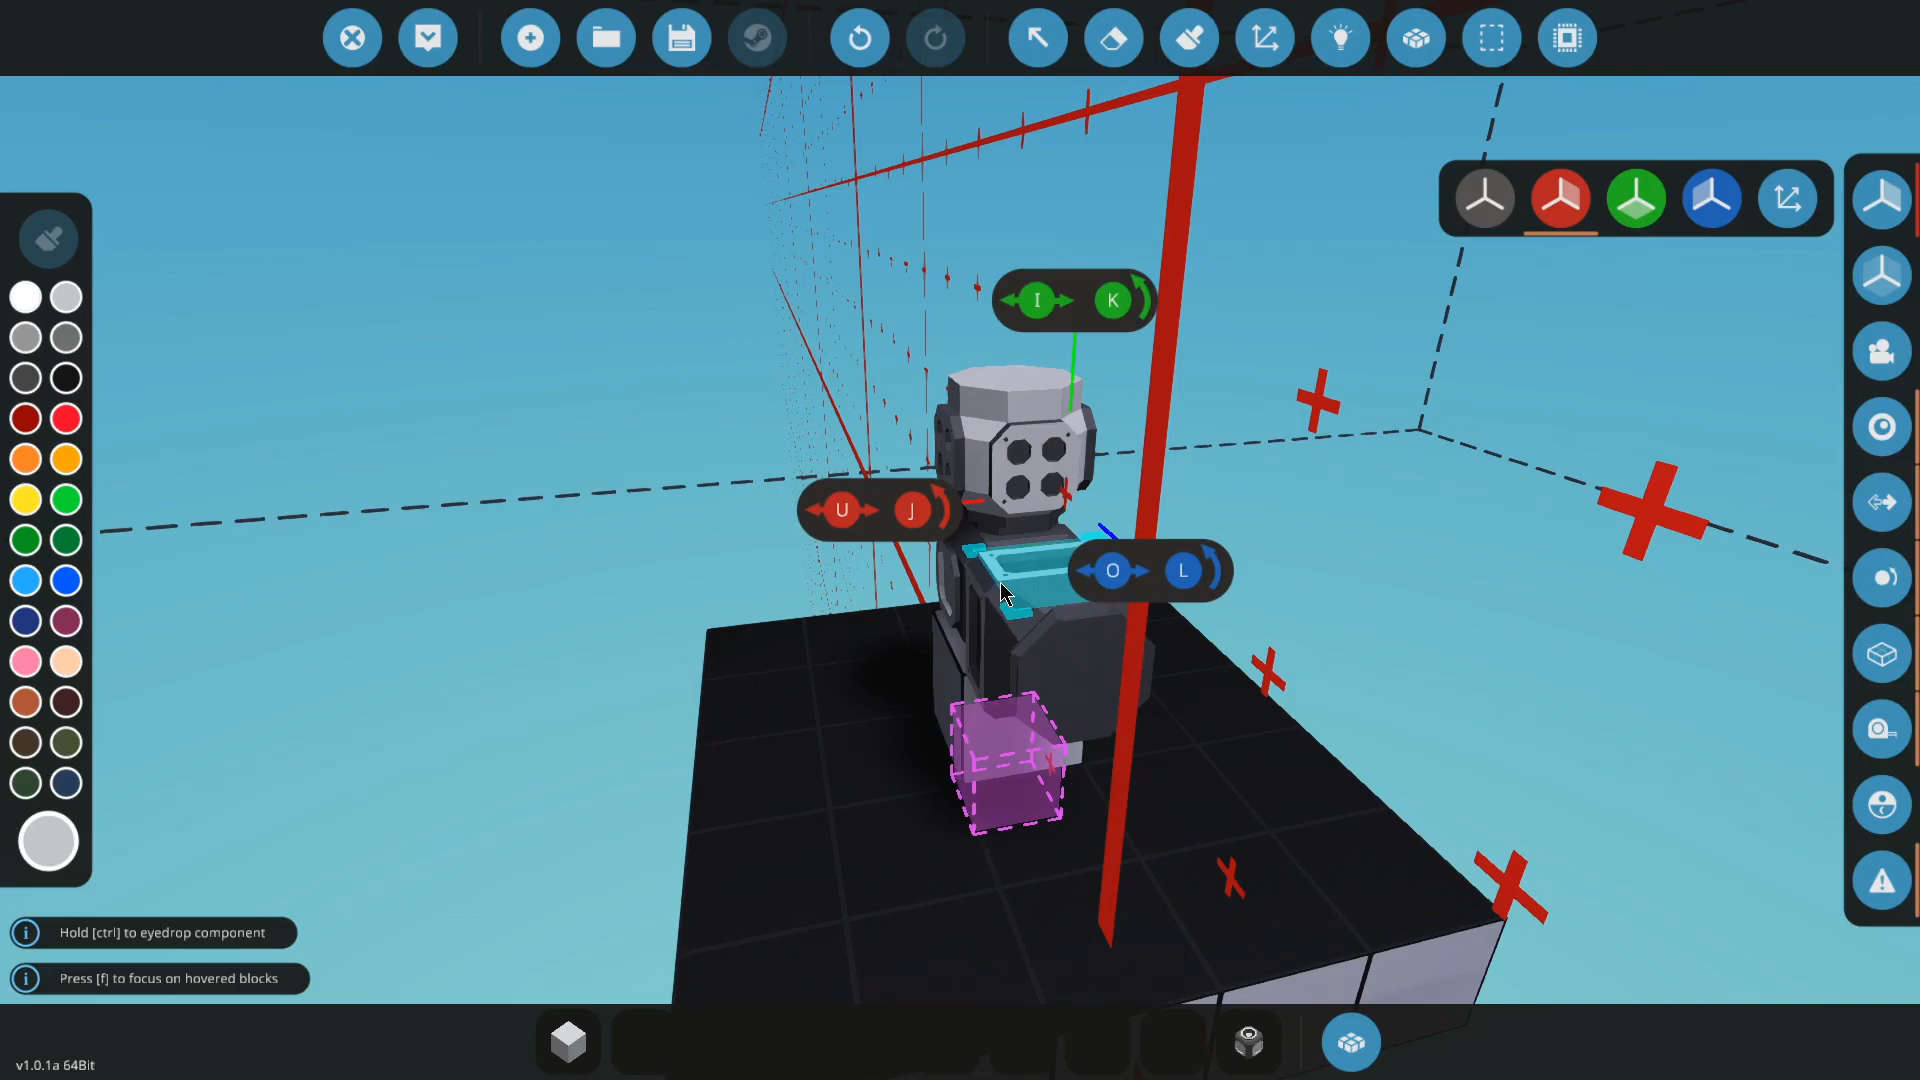 I K
U J
O L
Hold [ctrl] to eyedrop component
Press [f] to focus on hovered blocks
v1.0.1a 64Bit